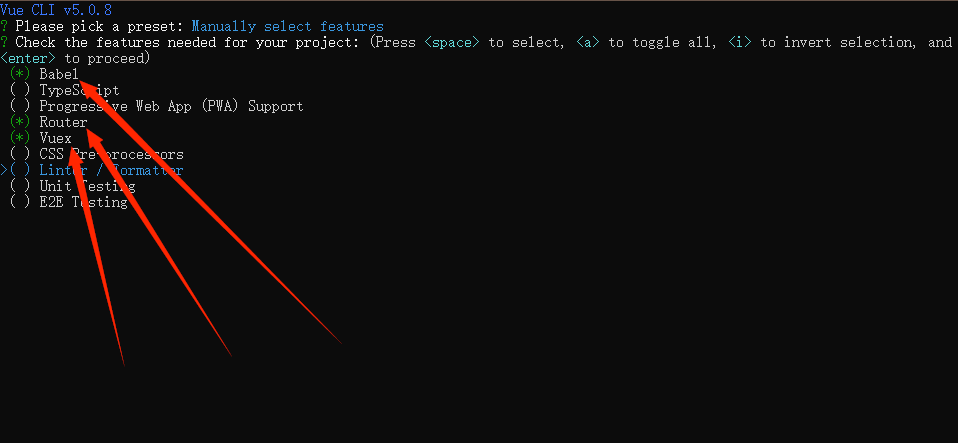 Vue CLI v5.0.8
? Please pick a preset: Manually select features
? Check the features needed for your project: (Press <space> to select, <a> to toggle all, <i> to invert selection, and
<enter> to proceed)
(*) Babel
( ) TypeScript
( ) Progressive Web App (PWA) Support
(*) Router
(*) Vuex
( ) CSS Pre-processors
>( ) Linter / Formatter
( ) Unit Testing
( ) E2E Testing